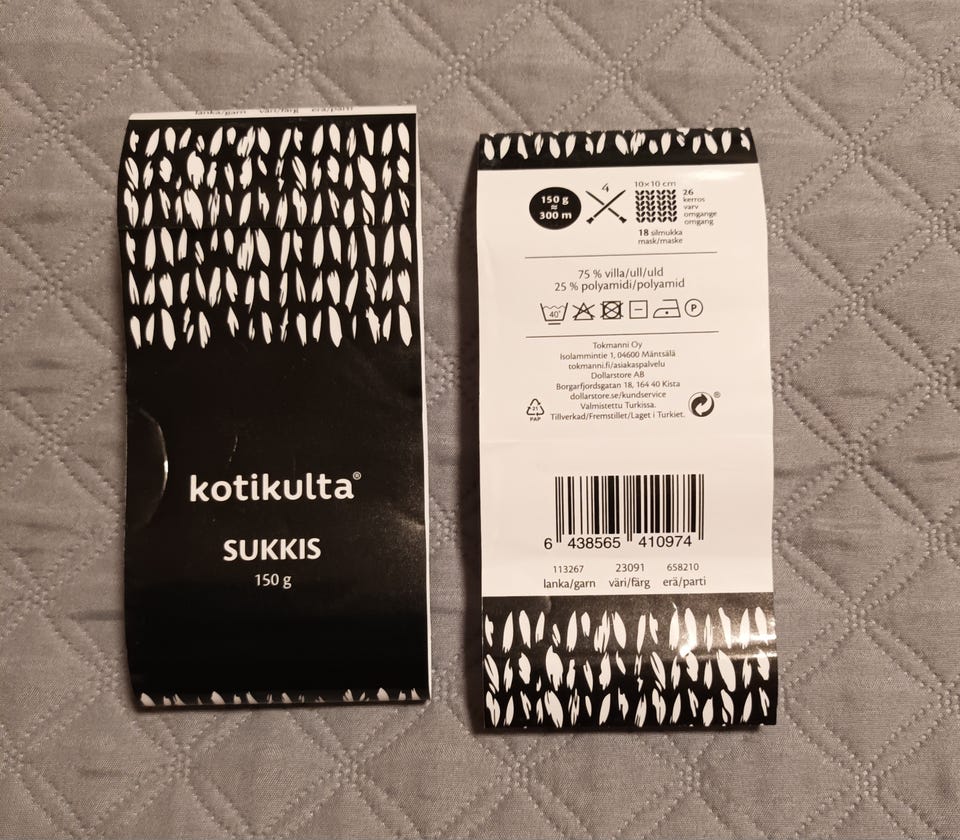 lanka/garn väri/färg erä/parti
kotikulta®
SUKKIS
150 g
150 g
≈
300 m
4
10×10 cm
26
kerros
varv
omgange
omgang
18 silmukka
mask/maske
75 % villa/ull/uld
25 % polyamidi/polyamid
40°
P
Tokmanni Oy
Isolammintie 1, 04600 Mäntsälä
tokmanni.fi/asiakaspalvelu
Dollarstore AB
Borgarfjordsgatan 18, 164 40 Kista
dollarstore.se/kundservice
Valmistettu Turkissa.
Tillverkad/Fremstillet/Laget i Turkiet.
21
PAP
®
6 438565 410974
113267 23091 658210
lanka/garn väri/färg erä/parti